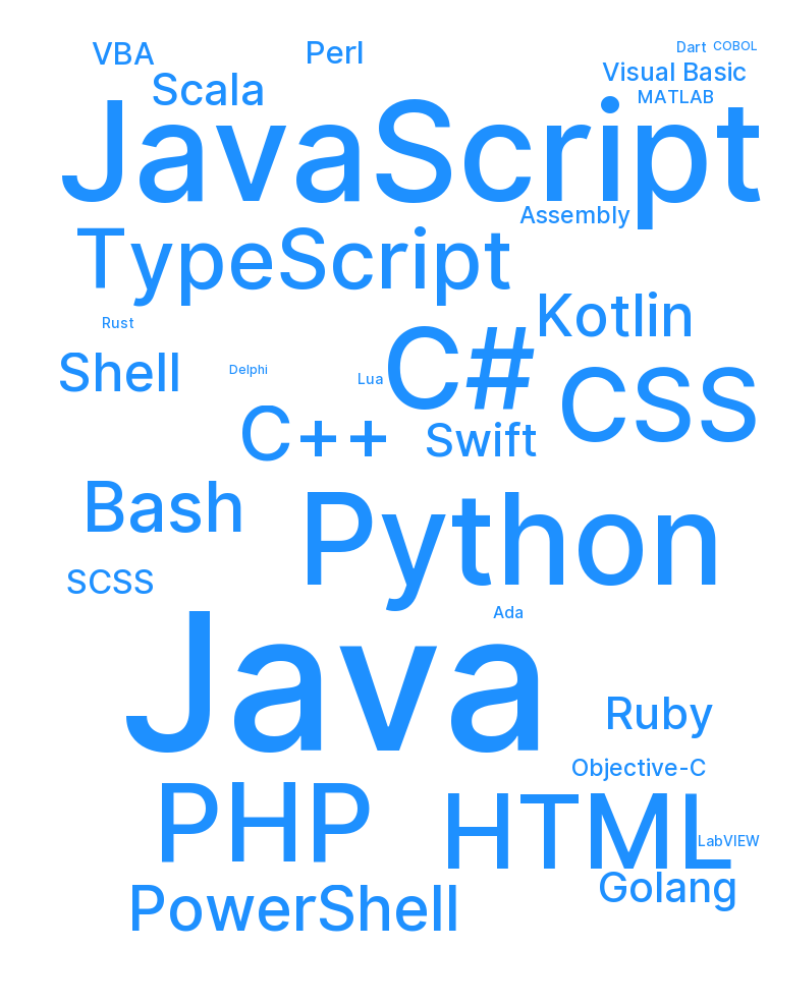 VBA
Perl
Dart
COBOL
Visual Basic
Scala
MATLAB
JavaScript
Assembly
TypeScript
Kotlin
Rust
C#
Shell
Delphi
Lua
CSS
C++
Swift
Bash
Python
SCSS
Ada
Java
Ruby
Objective-C
PHP
HTML
LabVIEW
Golang
PowerShell